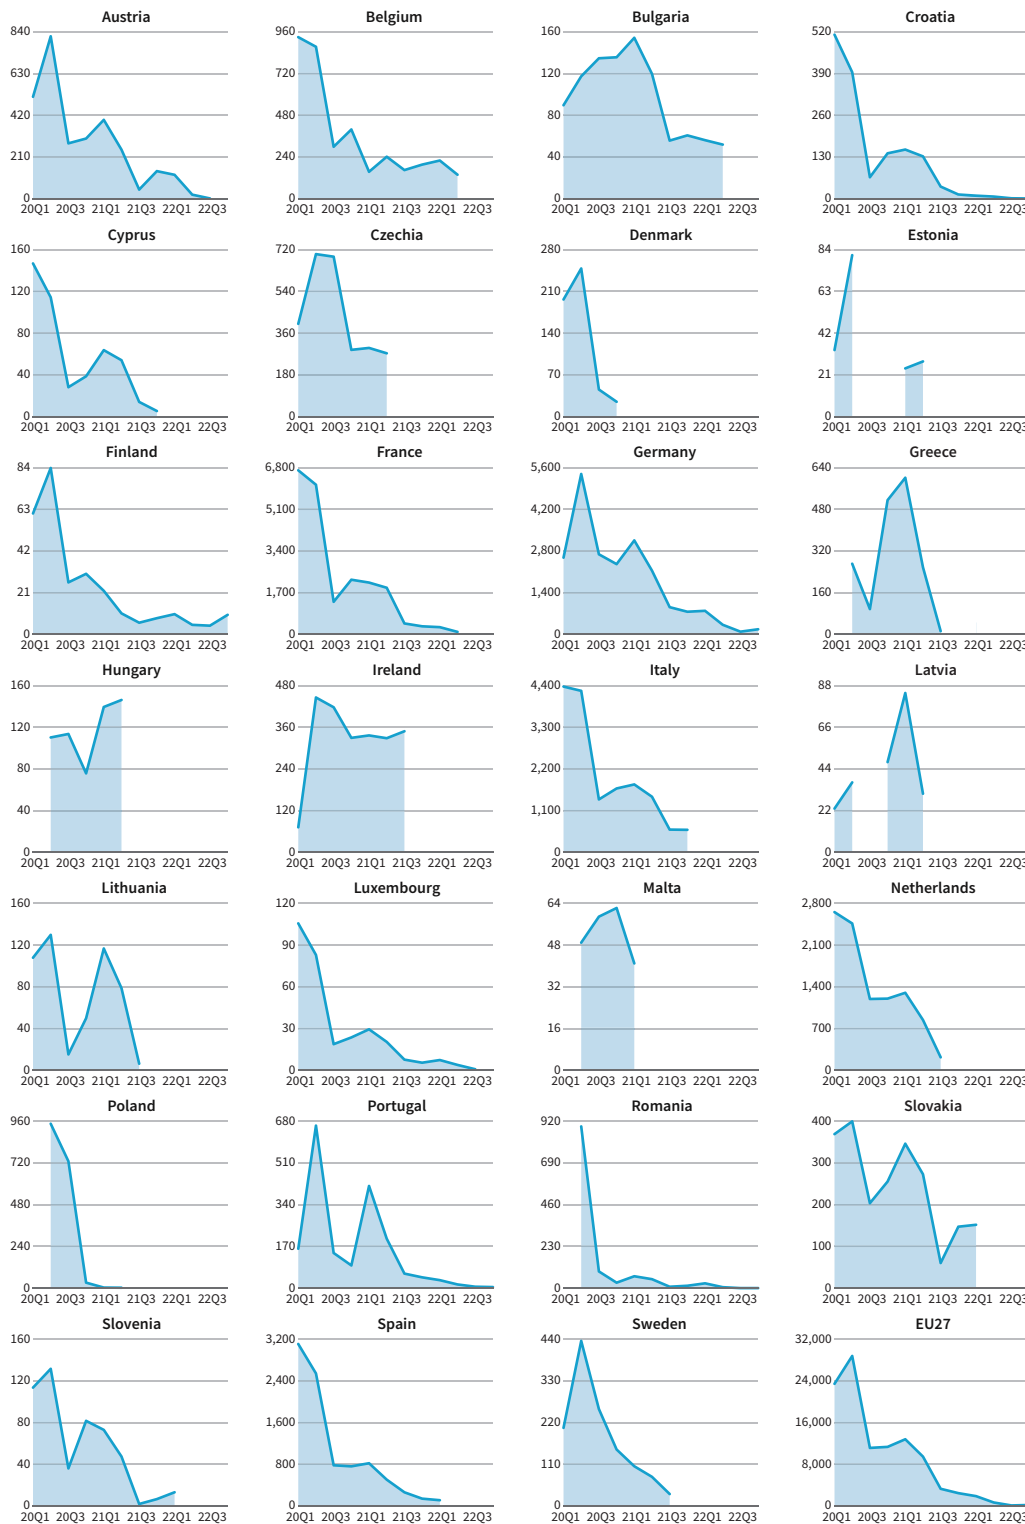 Austria Belgium Bulgaria Croatia
840 960 160 520
630 720 120 390
420 480 80 260
210 240 40 130
0 0 0 0
20Q1 20Q3 21Q1 21Q3 22Q1 22Q3 20Q1 20Q3 21Q1 21Q3 22Q1 22Q3 20Q1 20Q3 21Q1 21Q3 22Q1 22Q3 20Q1 20Q3 21Q1 21Q3 22Q1 22Q3
Cyprus Czechia Denmark Estonia
160 720 280 84
120 540 210 63
80 360 140 42
40 180 70 21
0 0 0 0
20Q1 20Q3 21Q1 21Q3 22Q1 22Q3 20Q1 20Q3 21Q1 21Q3 22Q1 22Q3 20Q1 20Q3 21Q1 21Q3 22Q1 22Q3 20Q1 20Q3 21Q1 21Q3 22Q1 22Q3
Finland France Germany Greece
84 6,800 5,600 640
63 5,100 4,200 480
42 3,400 2,800 320
21 1,700 1,400 160
0 0 0 0
20Q1 20Q3 21Q1 21Q3 22Q1 22Q3 20Q1 20Q3 21Q1 21Q3 22Q1 22Q3 20Q1 20Q3 21Q1 21Q3 22Q1 22Q3 20Q1 20Q3 21Q1 21Q3 22Q1 22Q3
Hungary Ireland Italy Latvia
160 480 4,400 88
120 360 3,300 66
80 240 2,200 44
40 120 1,100 22
0 0 0 0
20Q1 20Q3 21Q1 21Q3 22Q1 22Q3 20Q1 20Q3 21Q1 21Q3 22Q1 22Q3 20Q1 20Q3 21Q1 21Q3 22Q1 22Q3 20Q1 20Q3 21Q1 21Q3 22Q1 22Q3
Lithuania Luxembourg Malta Netherlands
160 120 64 2,800
120 90 48 2,100
80 60 32 1,400
40 30 16 700
0 0 0 0
20Q1 20Q3 21Q1 21Q3 22Q1 22Q3 20Q1 20Q3 21Q1 21Q3 22Q1 22Q3 20Q1 20Q3 21Q1 21Q3 22Q1 22Q3 20Q1 20Q3 21Q1 21Q3 22Q1 22Q3
Poland Portugal Romania Slovakia
960 680 920 400
720 510 690 300
480 340 460 200
240 170 230 100
0 0 0 0
20Q1 20Q3 21Q1 21Q3 22Q1 22Q3 20Q1 20Q3 21Q1 21Q3 22Q1 22Q3 20Q1 20Q3 21Q1 21Q3 22Q1 22Q3 20Q1 20Q3 21Q1 21Q3 22Q1 22Q3
Slovenia Spain Sweden EU27
160 3,200 440 32,000
120 2,400 330 24,000
80 1,600 220 16,000
40 800 110 8,000
0 0 0 0
20Q1 20Q3 21Q1 21Q3 22Q1 22Q3 20Q1 20Q3 21Q1 21Q3 22Q1 22Q3 20Q1 20Q3 21Q1 21Q3 22Q1 22Q3 20Q1 20Q3 21Q1 21Q3 22Q1 22Q3